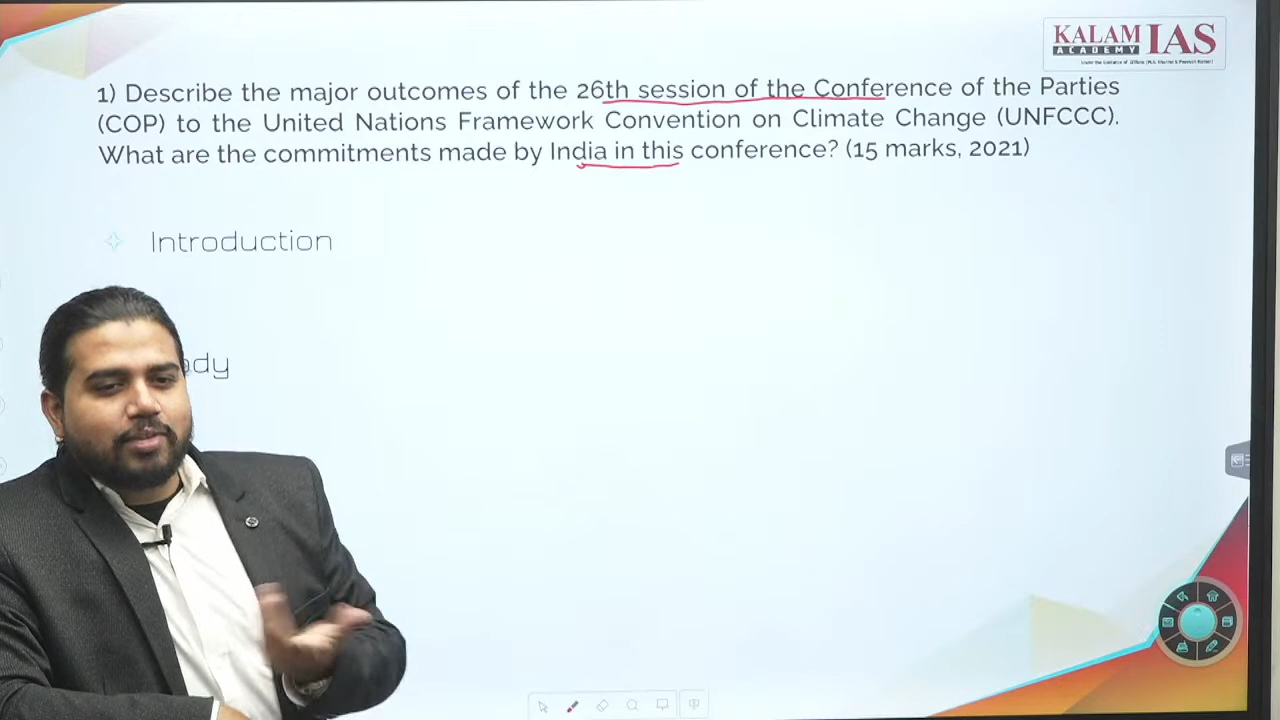 KALAM IAS
ACADEMY
1) Describe the major outcomes of the 26th session of the Conference of the Parties
(COP) to the United Nations Framework Convention on Climate Change (UNFCCC).
What are the commitments made by India in this conference? (15 marks, 2021)
Introduction
ody